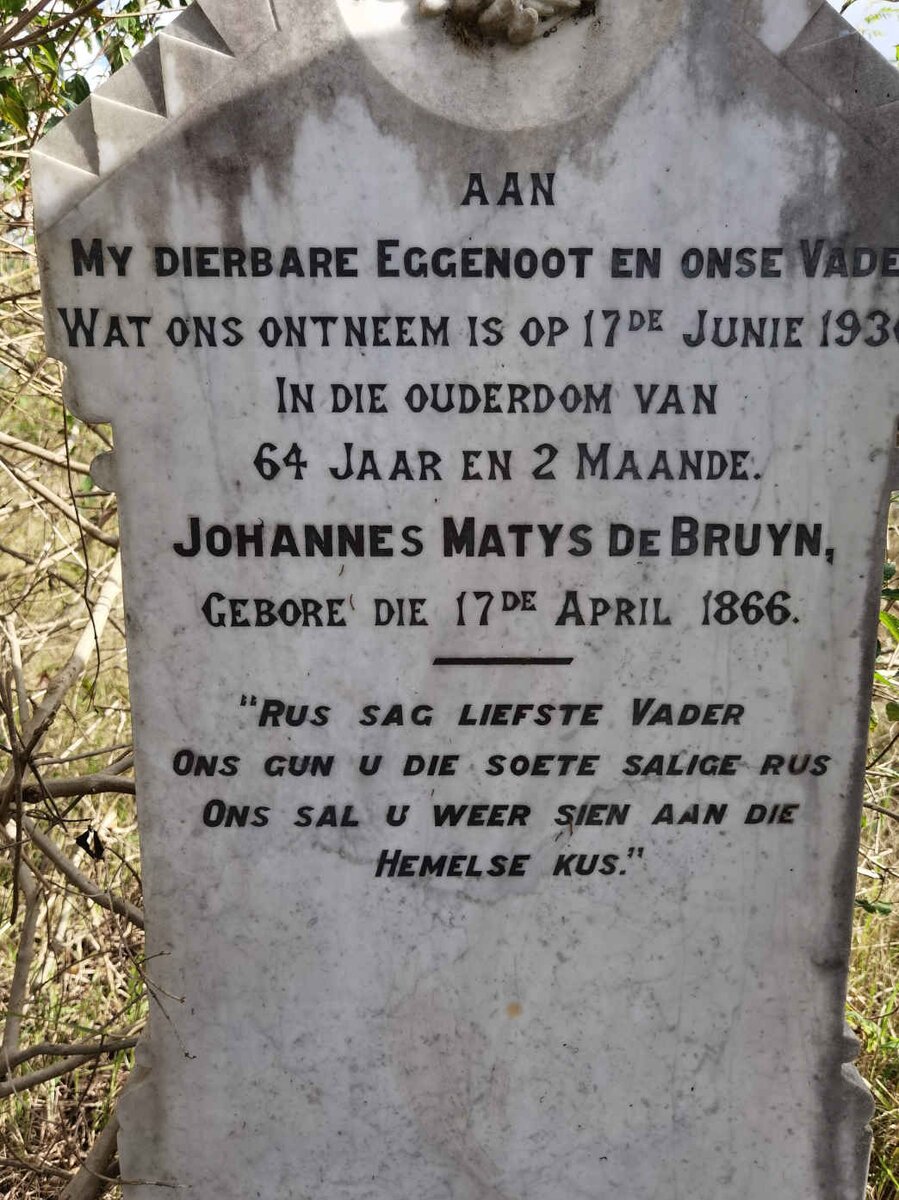 AAN
MY DIERBARE EGGENOOT EN ONSE VADE
WAT ONS ONTNEEM IS OP 17DE JUNIE 1930
IN DIE OUDERDOM VAN
64 JAAR EN 2 MAANDE.
JOHANNES MATYS DE BRUYN,
GEBORE DIE 17DE APRIL 1866.
"RUS SAG LIEFSTE VADER
ONS GUN U DIE SOETE SALIGE RUS
ONS SAL U WEER SIEN AAN DIE
HEMELSE KUS."